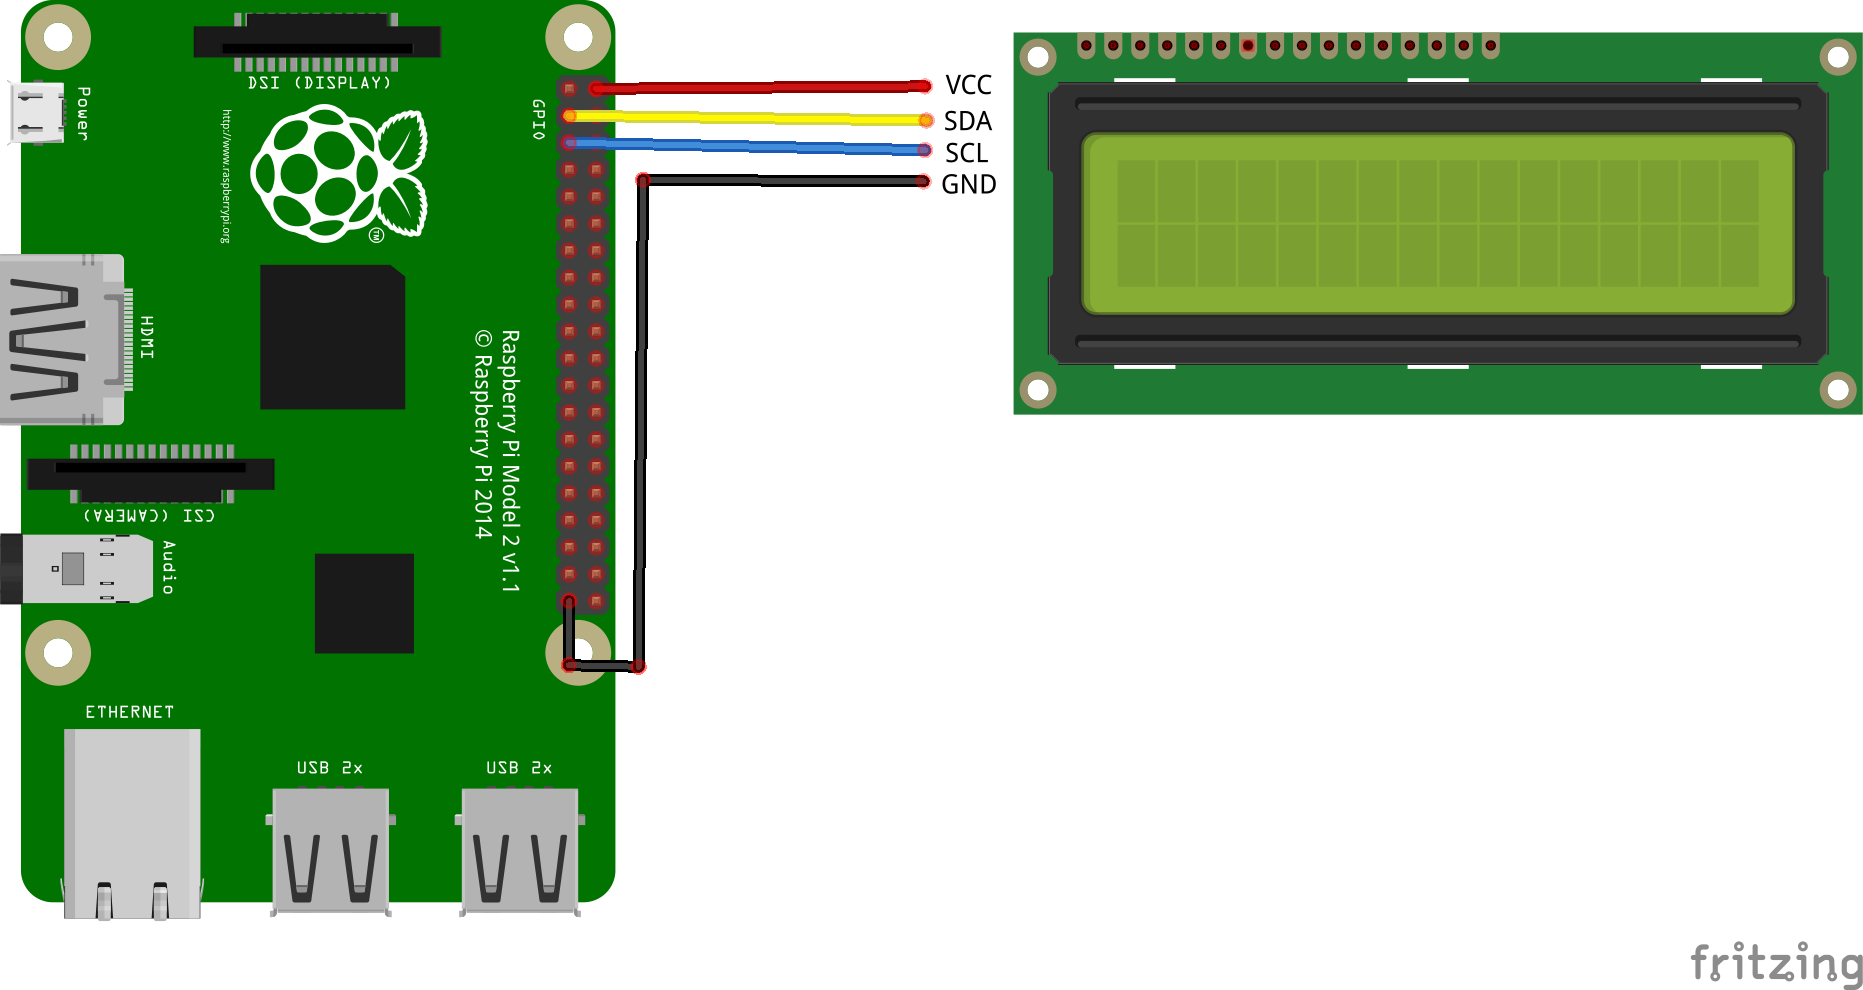 DSI (DISPLAY)
Power
GPIO
http://www.raspberrypi.org
TM
VCC
SDA
SCL
GND
HDMI
Raspberry Pi Model 2 v1.1
© Raspberry Pi 2014
CSI (CAMERA)
Audio
ETHERNET
USB 2x
USB 2x
fritzing